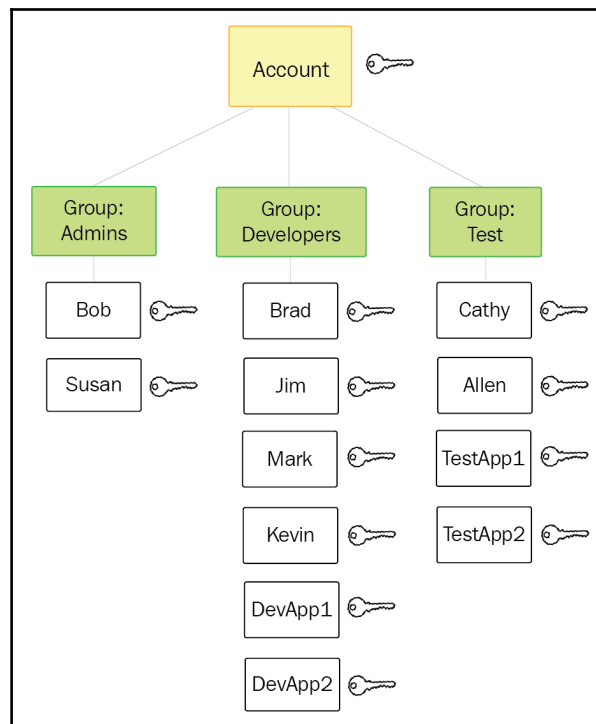 Account
Group:
Admins
Group:
Developers
Group:
Test
Bob
Brad
Cathy
Susan
Jim
Allen
Mark
TestApp1
Kevin
TestApp2
DevApp1
DevApp2